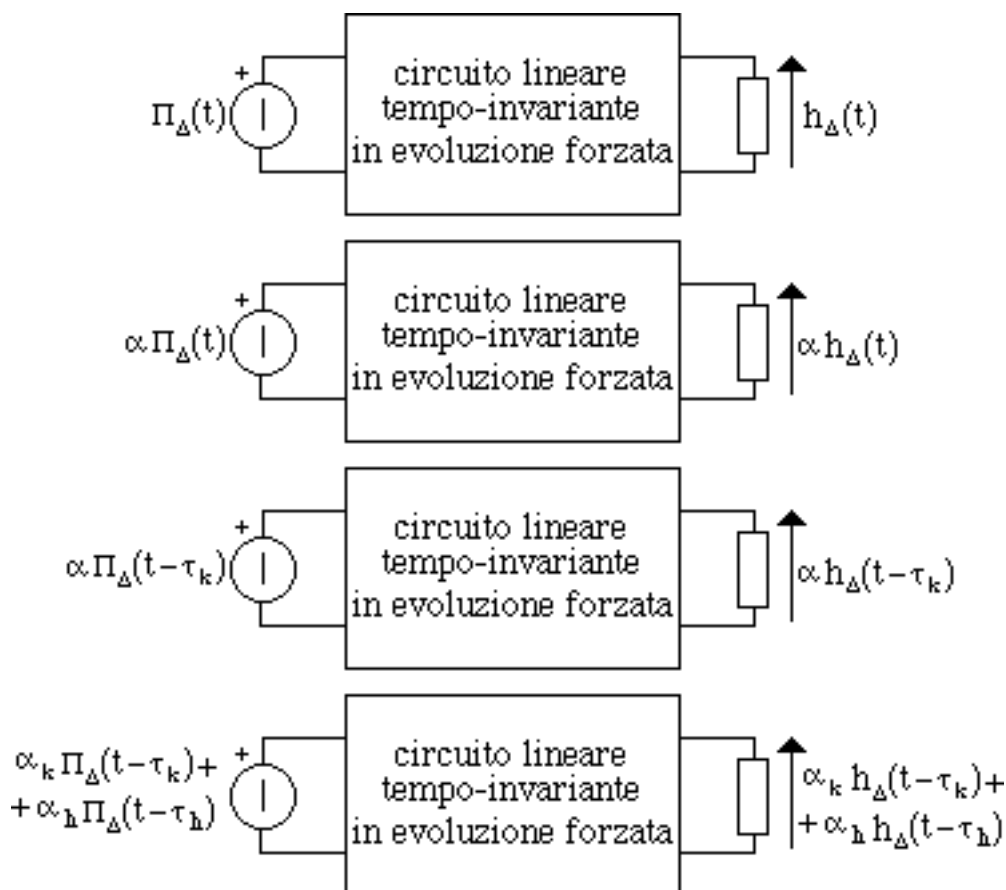 +
Π_Δ(t)
circuito lineare
tempo-invariante
in evoluzione forzata
h_Δ(t)
+
α Π_Δ(t)
circuito lineare
tempo-invariante
in evoluzione forzata
α h_Δ(t)
+
α Π_Δ(t-τ_k)
circuito lineare
tempo-invariante
in evoluzione forzata
α h_Δ(t-τ_k)
+
α_k Π_Δ(t-τ_k)+
+ α_h Π_Δ(t-τ_h)
circuito lineare
tempo-invariante
in evoluzione forzata
α_k h_Δ(t-τ_k)+
+ α_h h_Δ(t-τ_h)